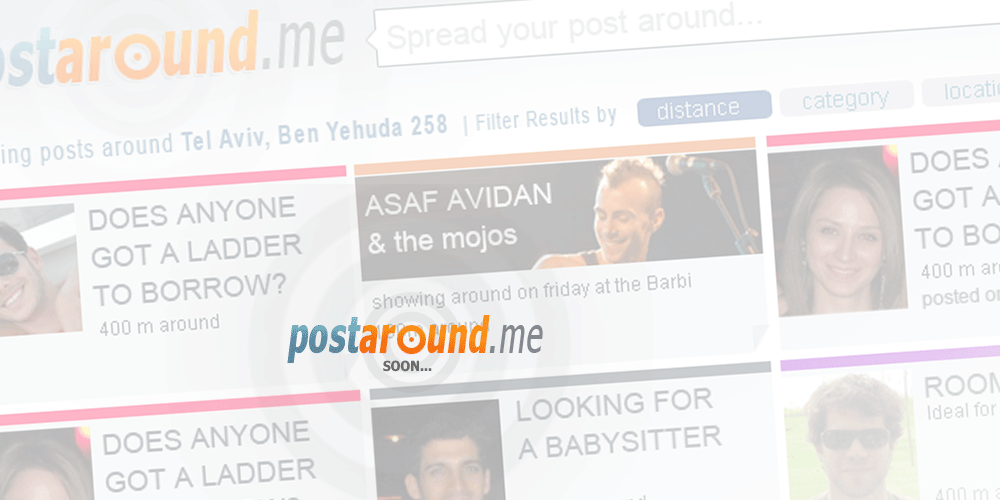 postaround.me
Spread your post around...
ing posts around Tel Aviv, Ben Yehuda 258 | Filter Results by distance category locati
DOES ANYONE
GOT A LADDER
TO BORROW?
400 m around
ASAF AVIDAN
& the mojos
showing around on friday at the Barbi
DOES
GOT A
TO BO
400 m ar
posted on
postaround.me
SOON...
DOES ANYONE
GOT A LADDER
LOOKING FOR
A BABYSITTER
ROOM
Ideal for
400 m a